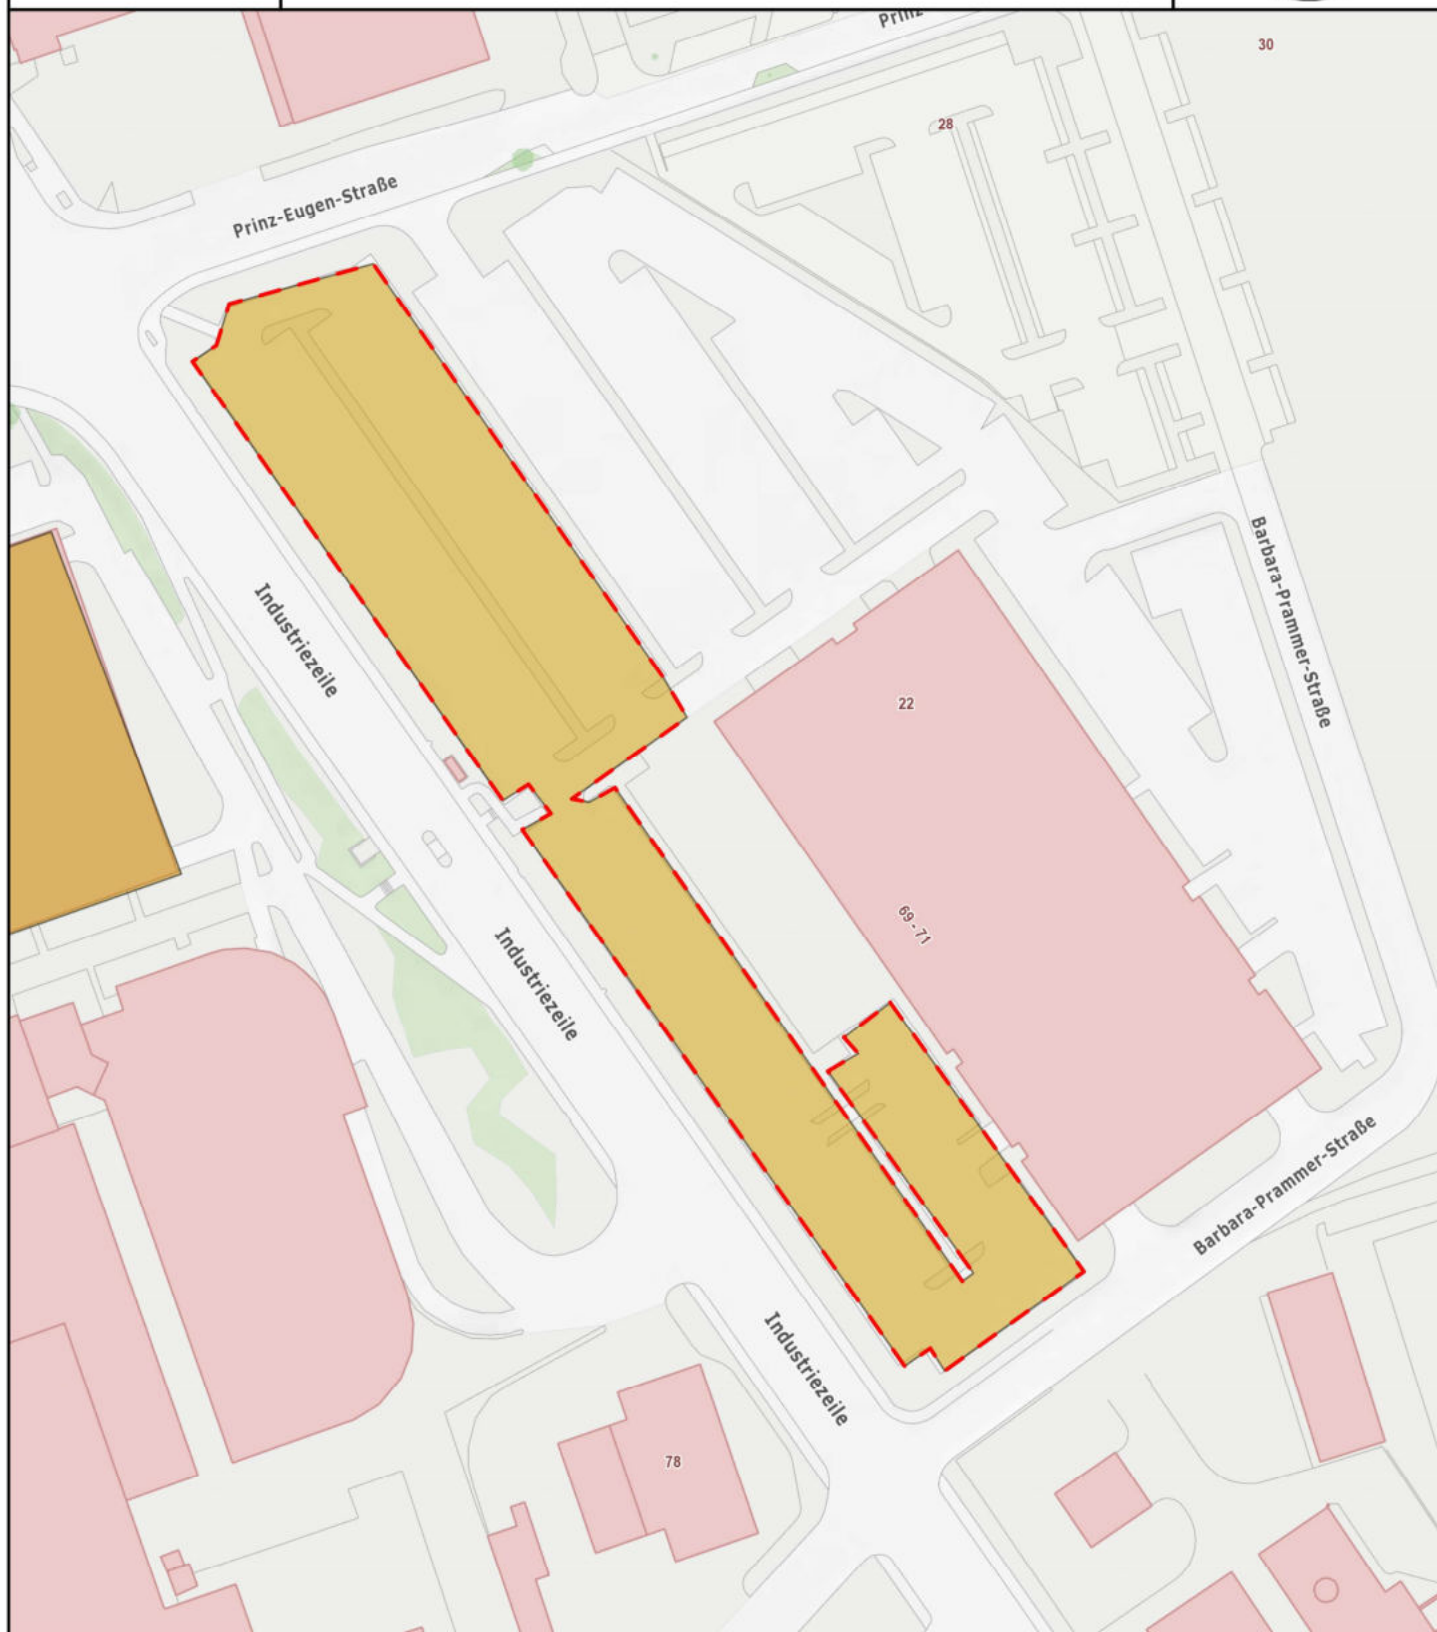 Prinz
30
28
Prinz-Eugen-Straße
Industriezeile
Barbara-Prammer-Straße
22
69 - 71
Industriezeile
Barbara-Prammer-Straße
Industriezeile
78